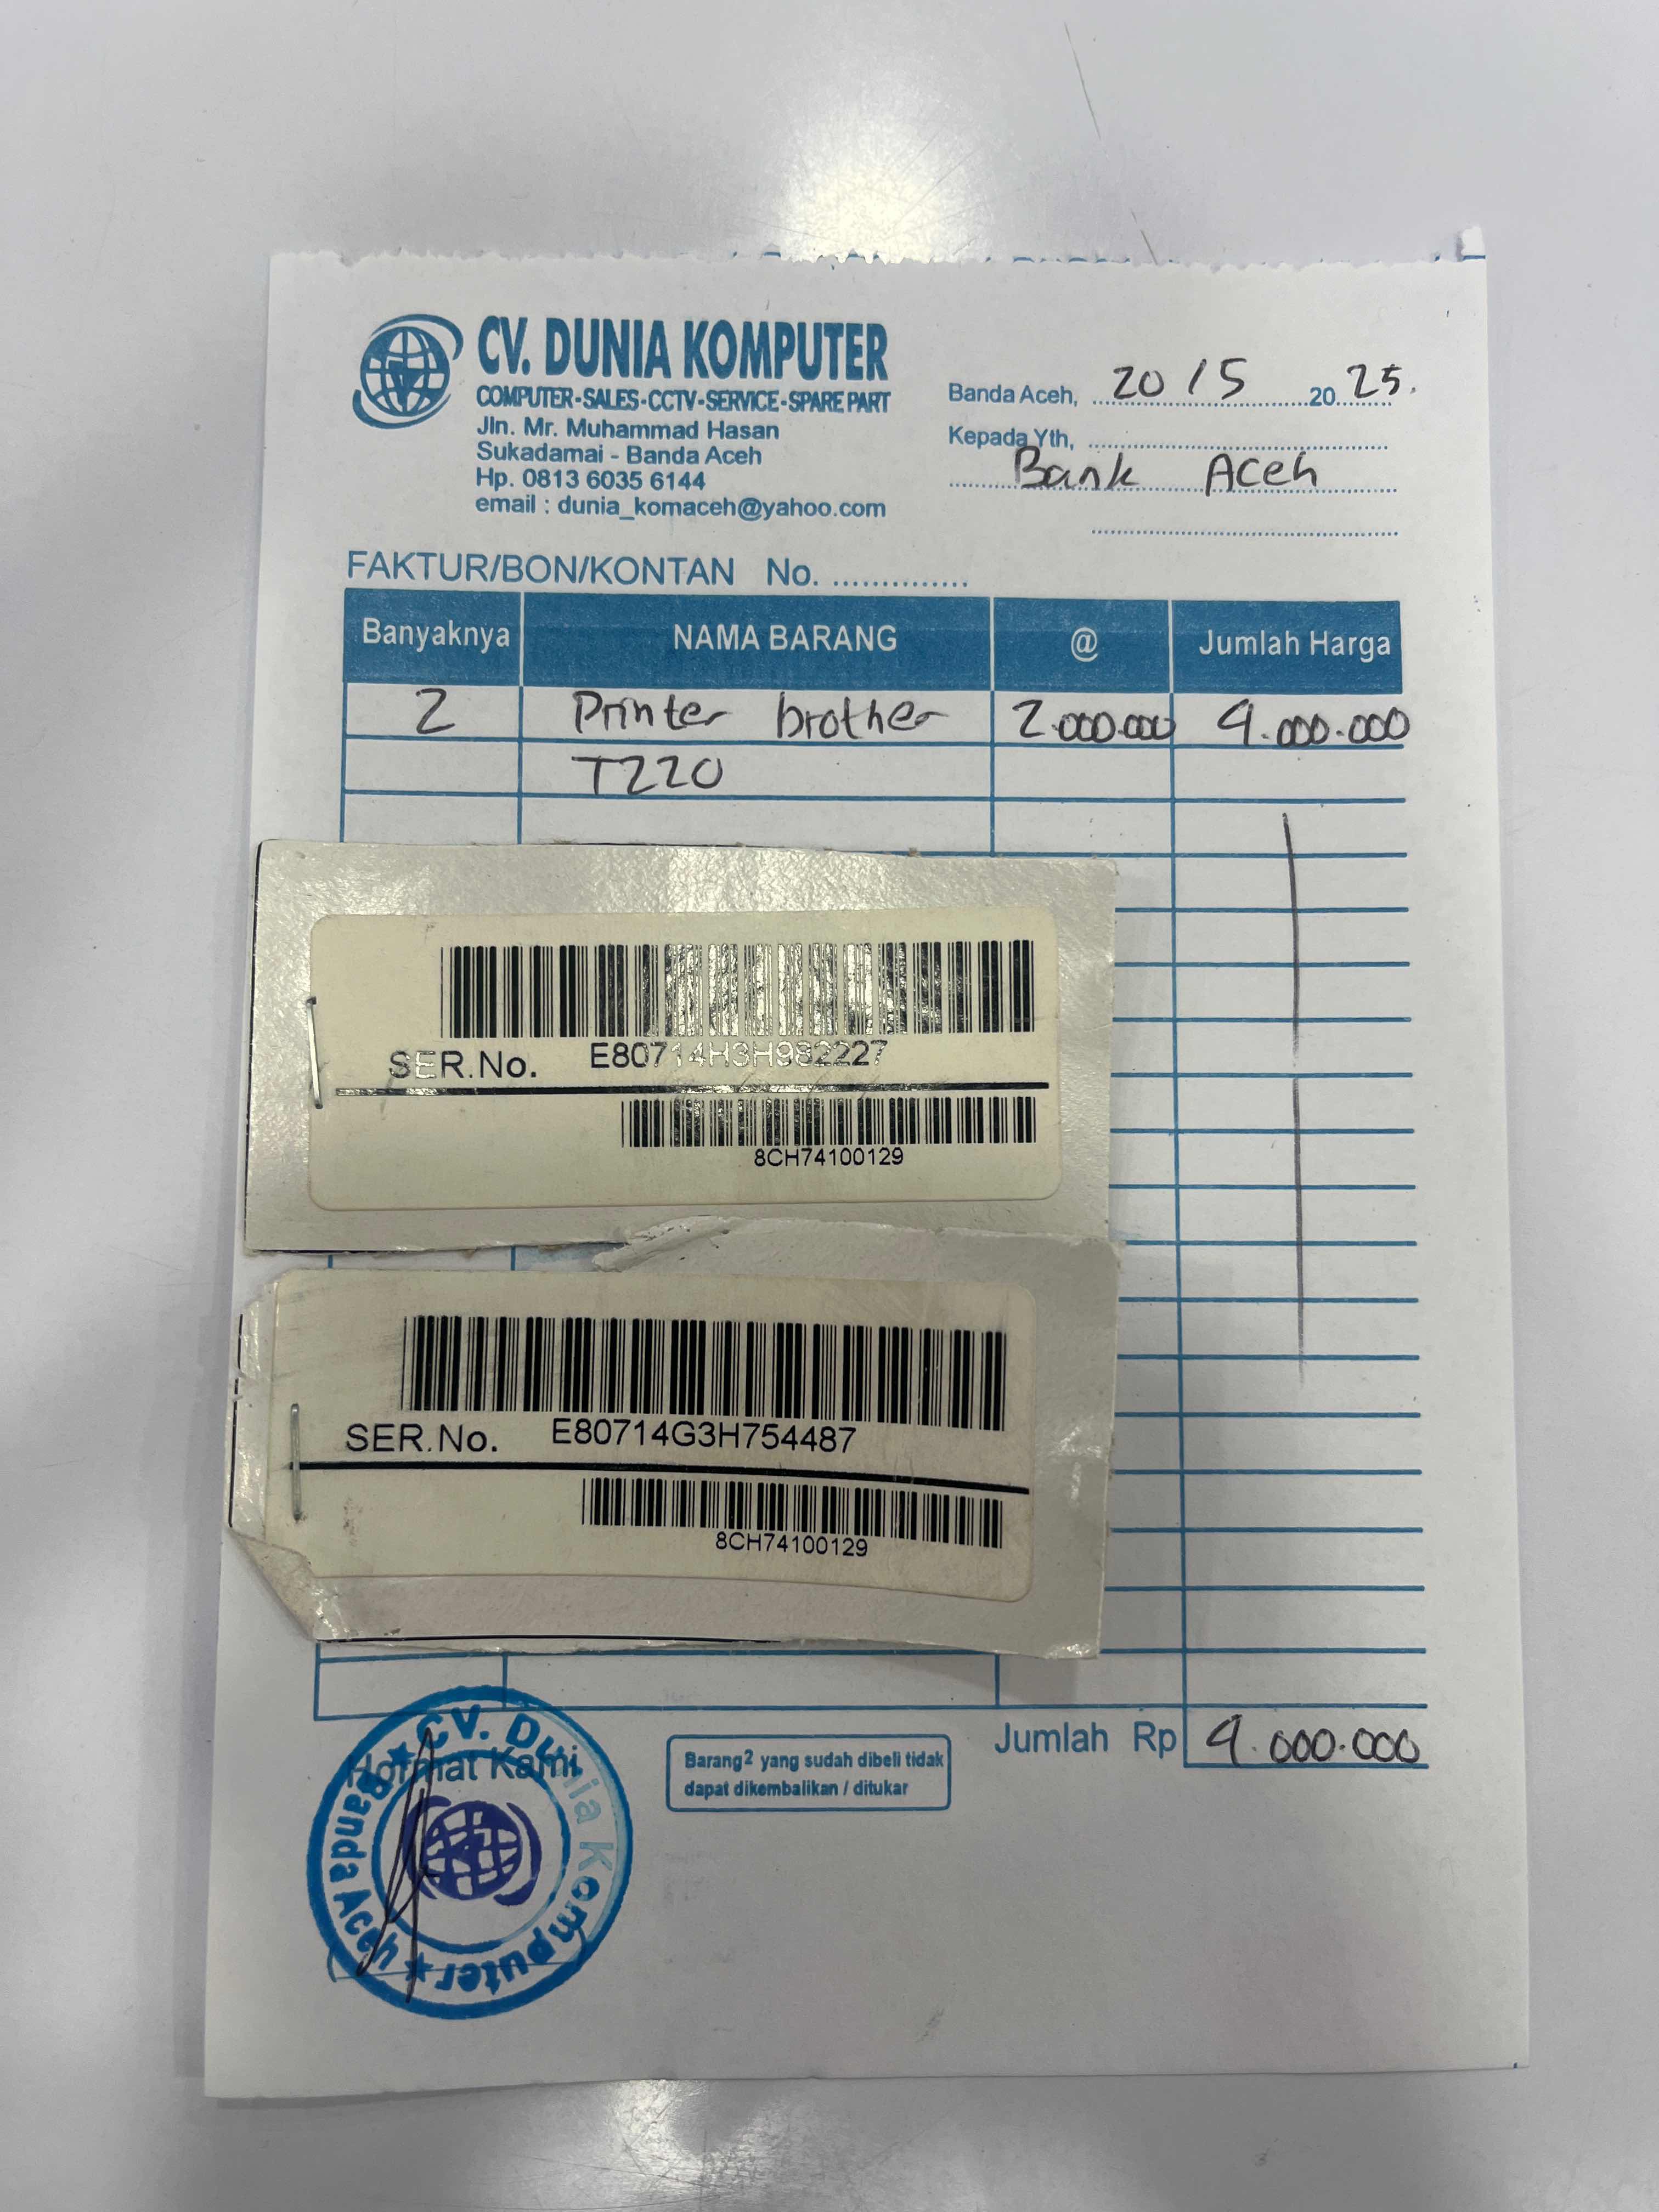 CV. DUNIA KOMPUTER
COMPUTER-SALES-CCTV-SERVICE-SPARE PART
Jln. Mr. Muhammad Hasan
Sukadamai - Banda Aceh
Hp. 0813 6035 6144
email : dunia_komaceh@yahoo.com
Banda Aceh, 20/5 2025.
Kepada Yth,
Bank Aceh
FAKTUR/BON/KONTAN No. ..............
Banyaknya NAMA BARANG @ Jumlah Harga
2 Printer brother 2.000.000 4.000.000
T220
SER.No. E80714H3H982227
8CH74100129
SER.No. E80714G3H754487
8CH74100129
Jumlah Rp 4.000.000
Hormat Kami
Barang² yang sudah dibeli tidak
dapat dikembalikan / ditukar
CV. Dunia Komputer
Banda Aceh